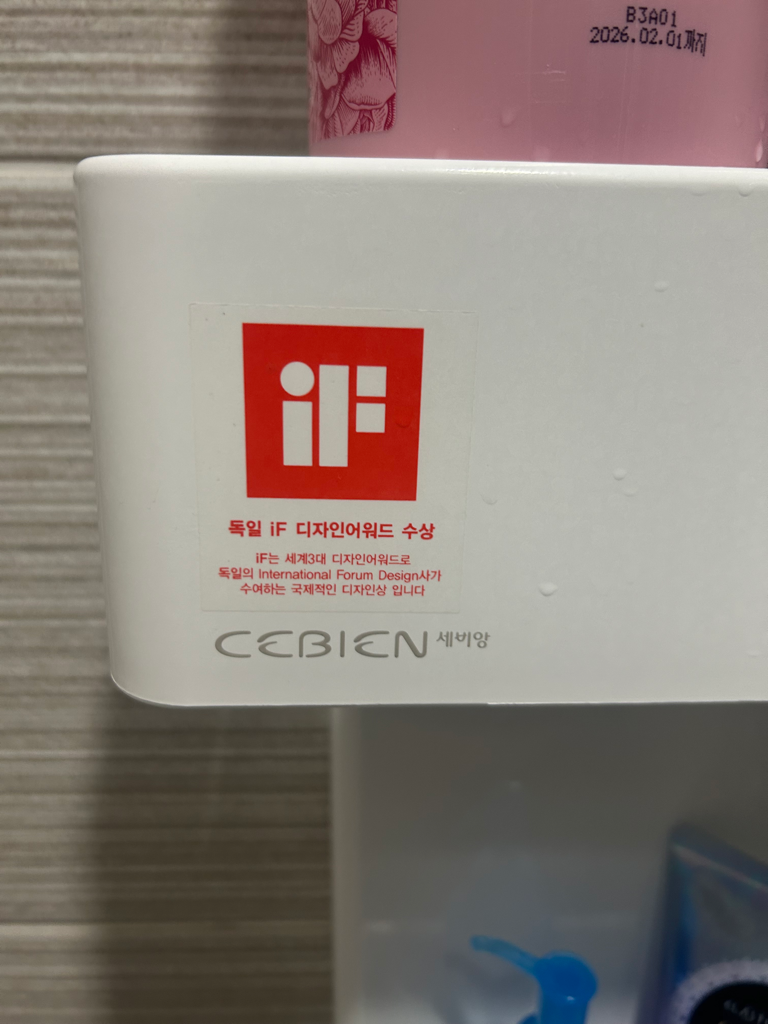 B3A01
2026.02.01까지
iF
독일 iF 디자인어워드 수상
iF는 세계3대 디자인어워드로
독일의 International Forum Design사가
수여하는 국제적인 디자인상 입니다
CEBIEN 세비앙